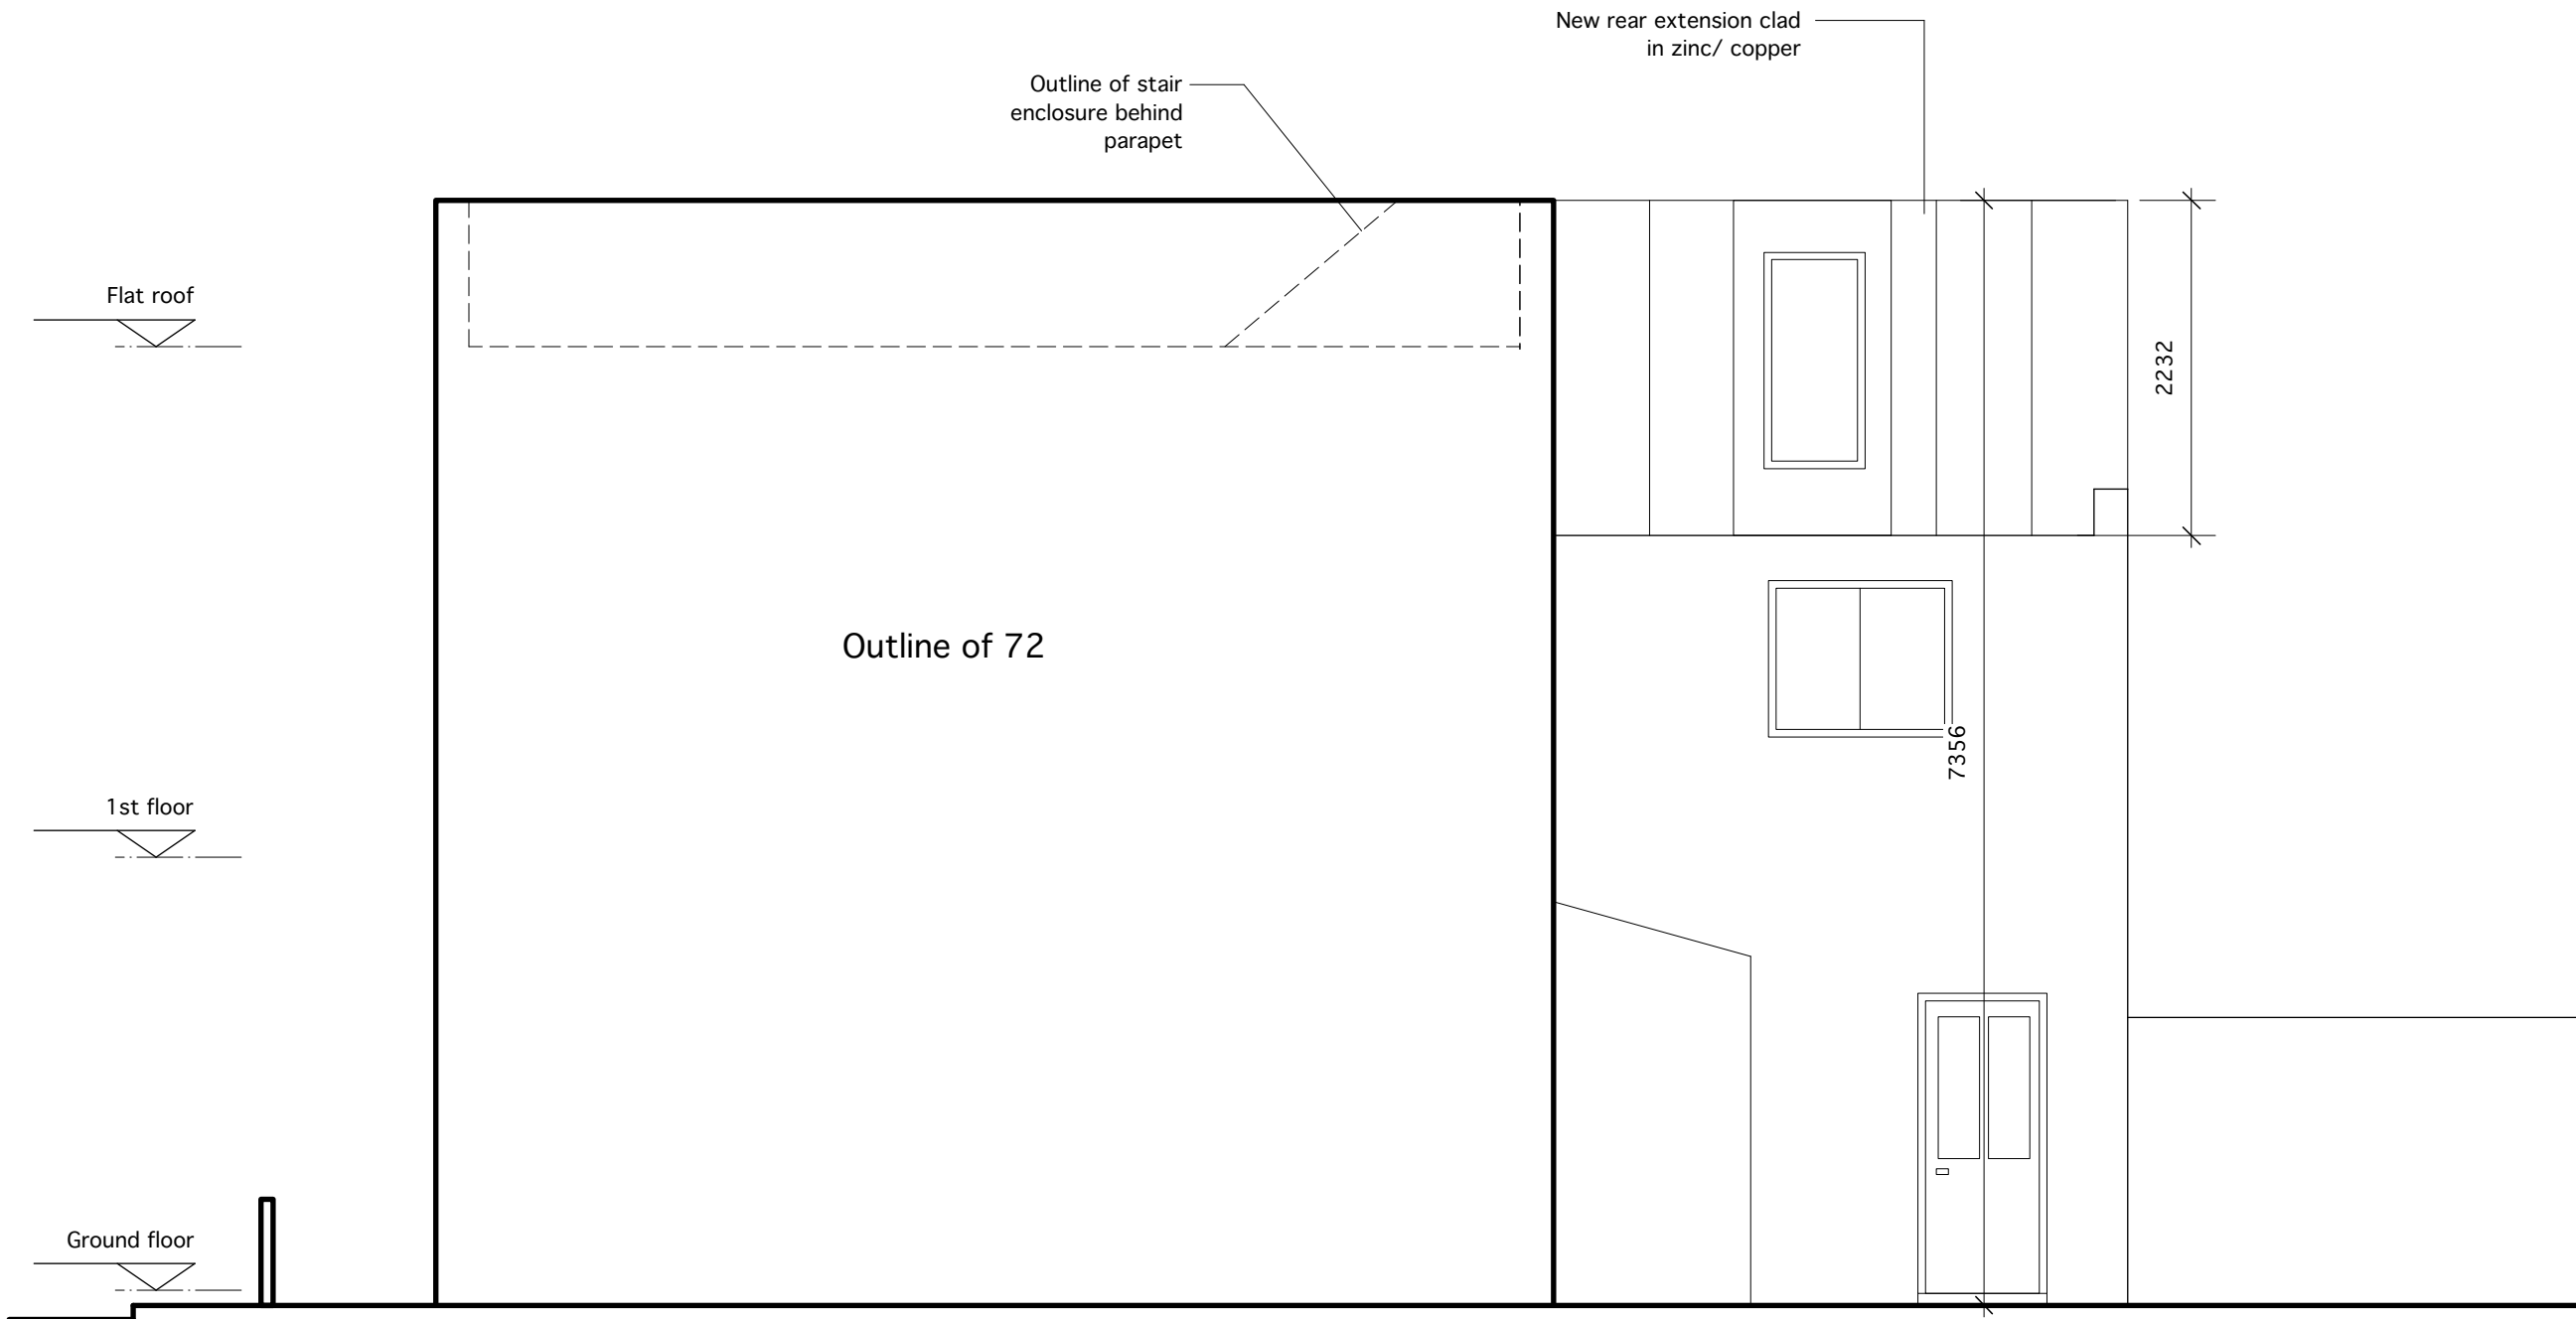 New rear extension clad
in zinc/ copper
Outline of stair
enclosure behind
parapet
Flat roof
2232
Outline of 72
7356
1st floor
Ground floor